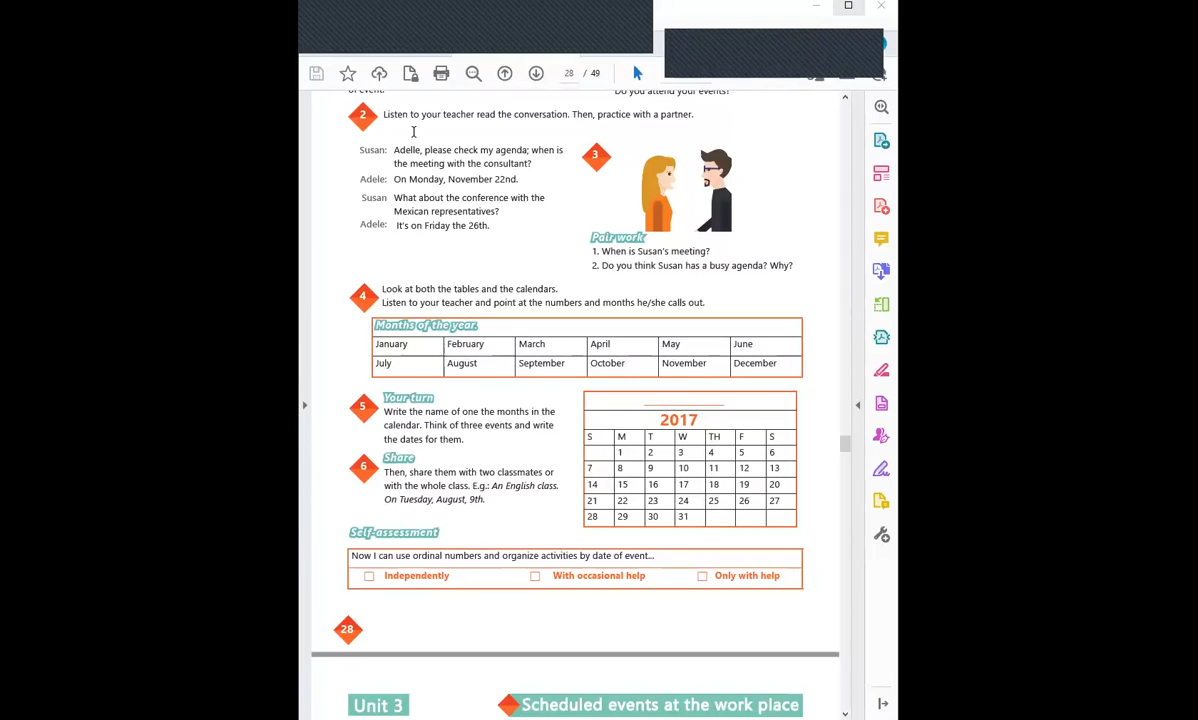 28 / 49
of event.
Do you attend your events?
2
Listen to your teacher read the conversation. Then, practice with a partner.
Susan: Adelle, please check my agenda; when is
the meeting with the consultant?
Adele: On Monday, November 22nd.
Susan What about the conference with the
Mexican representatives?
Adele: It's on Friday the 26th.
3
Pair work
1. When is Susan's meeting?
2. Do you think Susan has a busy agenda? Why?
4
Look at both the tables and the calendars.
Listen to your teacher and point at the numbers and months he/she calls out.
Months of the year.
January February March April May June
July August September October November December
5
Your turn
Write the name of one the months in the
calendar. Think of three events and write
the dates for them.
6
Share
Then, share them with two classmates or
with the whole class. E.g.: An English class.
On Tuesday, August, 9th.
2017
S M T W TH F S
1 2 3 4 5 6
7 8 9 10 11 12 13
14 15 16 17 18 19 20
21 22 23 24 25 26 27
28 29 30 31
Self-assessment
Now I can use ordinal numbers and organize activities by date of event...
Independently With occasional help Only with help
28
Unit 3 Scheduled events at the work place